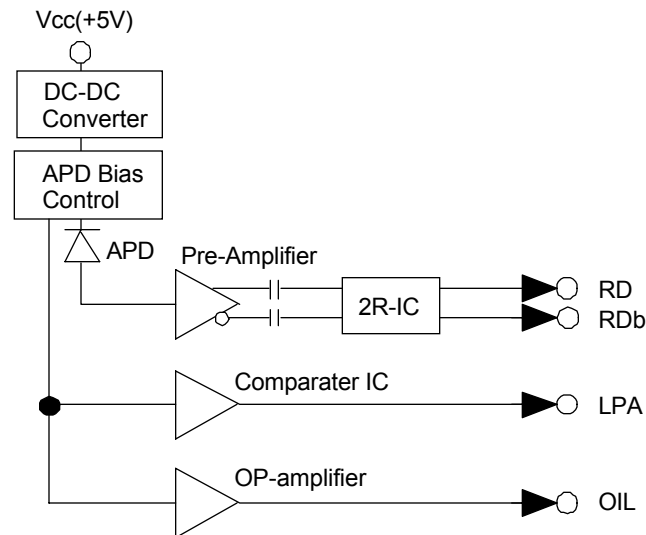 Vcc(+5V)
DC-DC
Converter
APD Bias
Control
APD
Pre-Amplifier
2R-IC
RD
RDb
Comparater IC
LPA
OP-amplifier
OIL